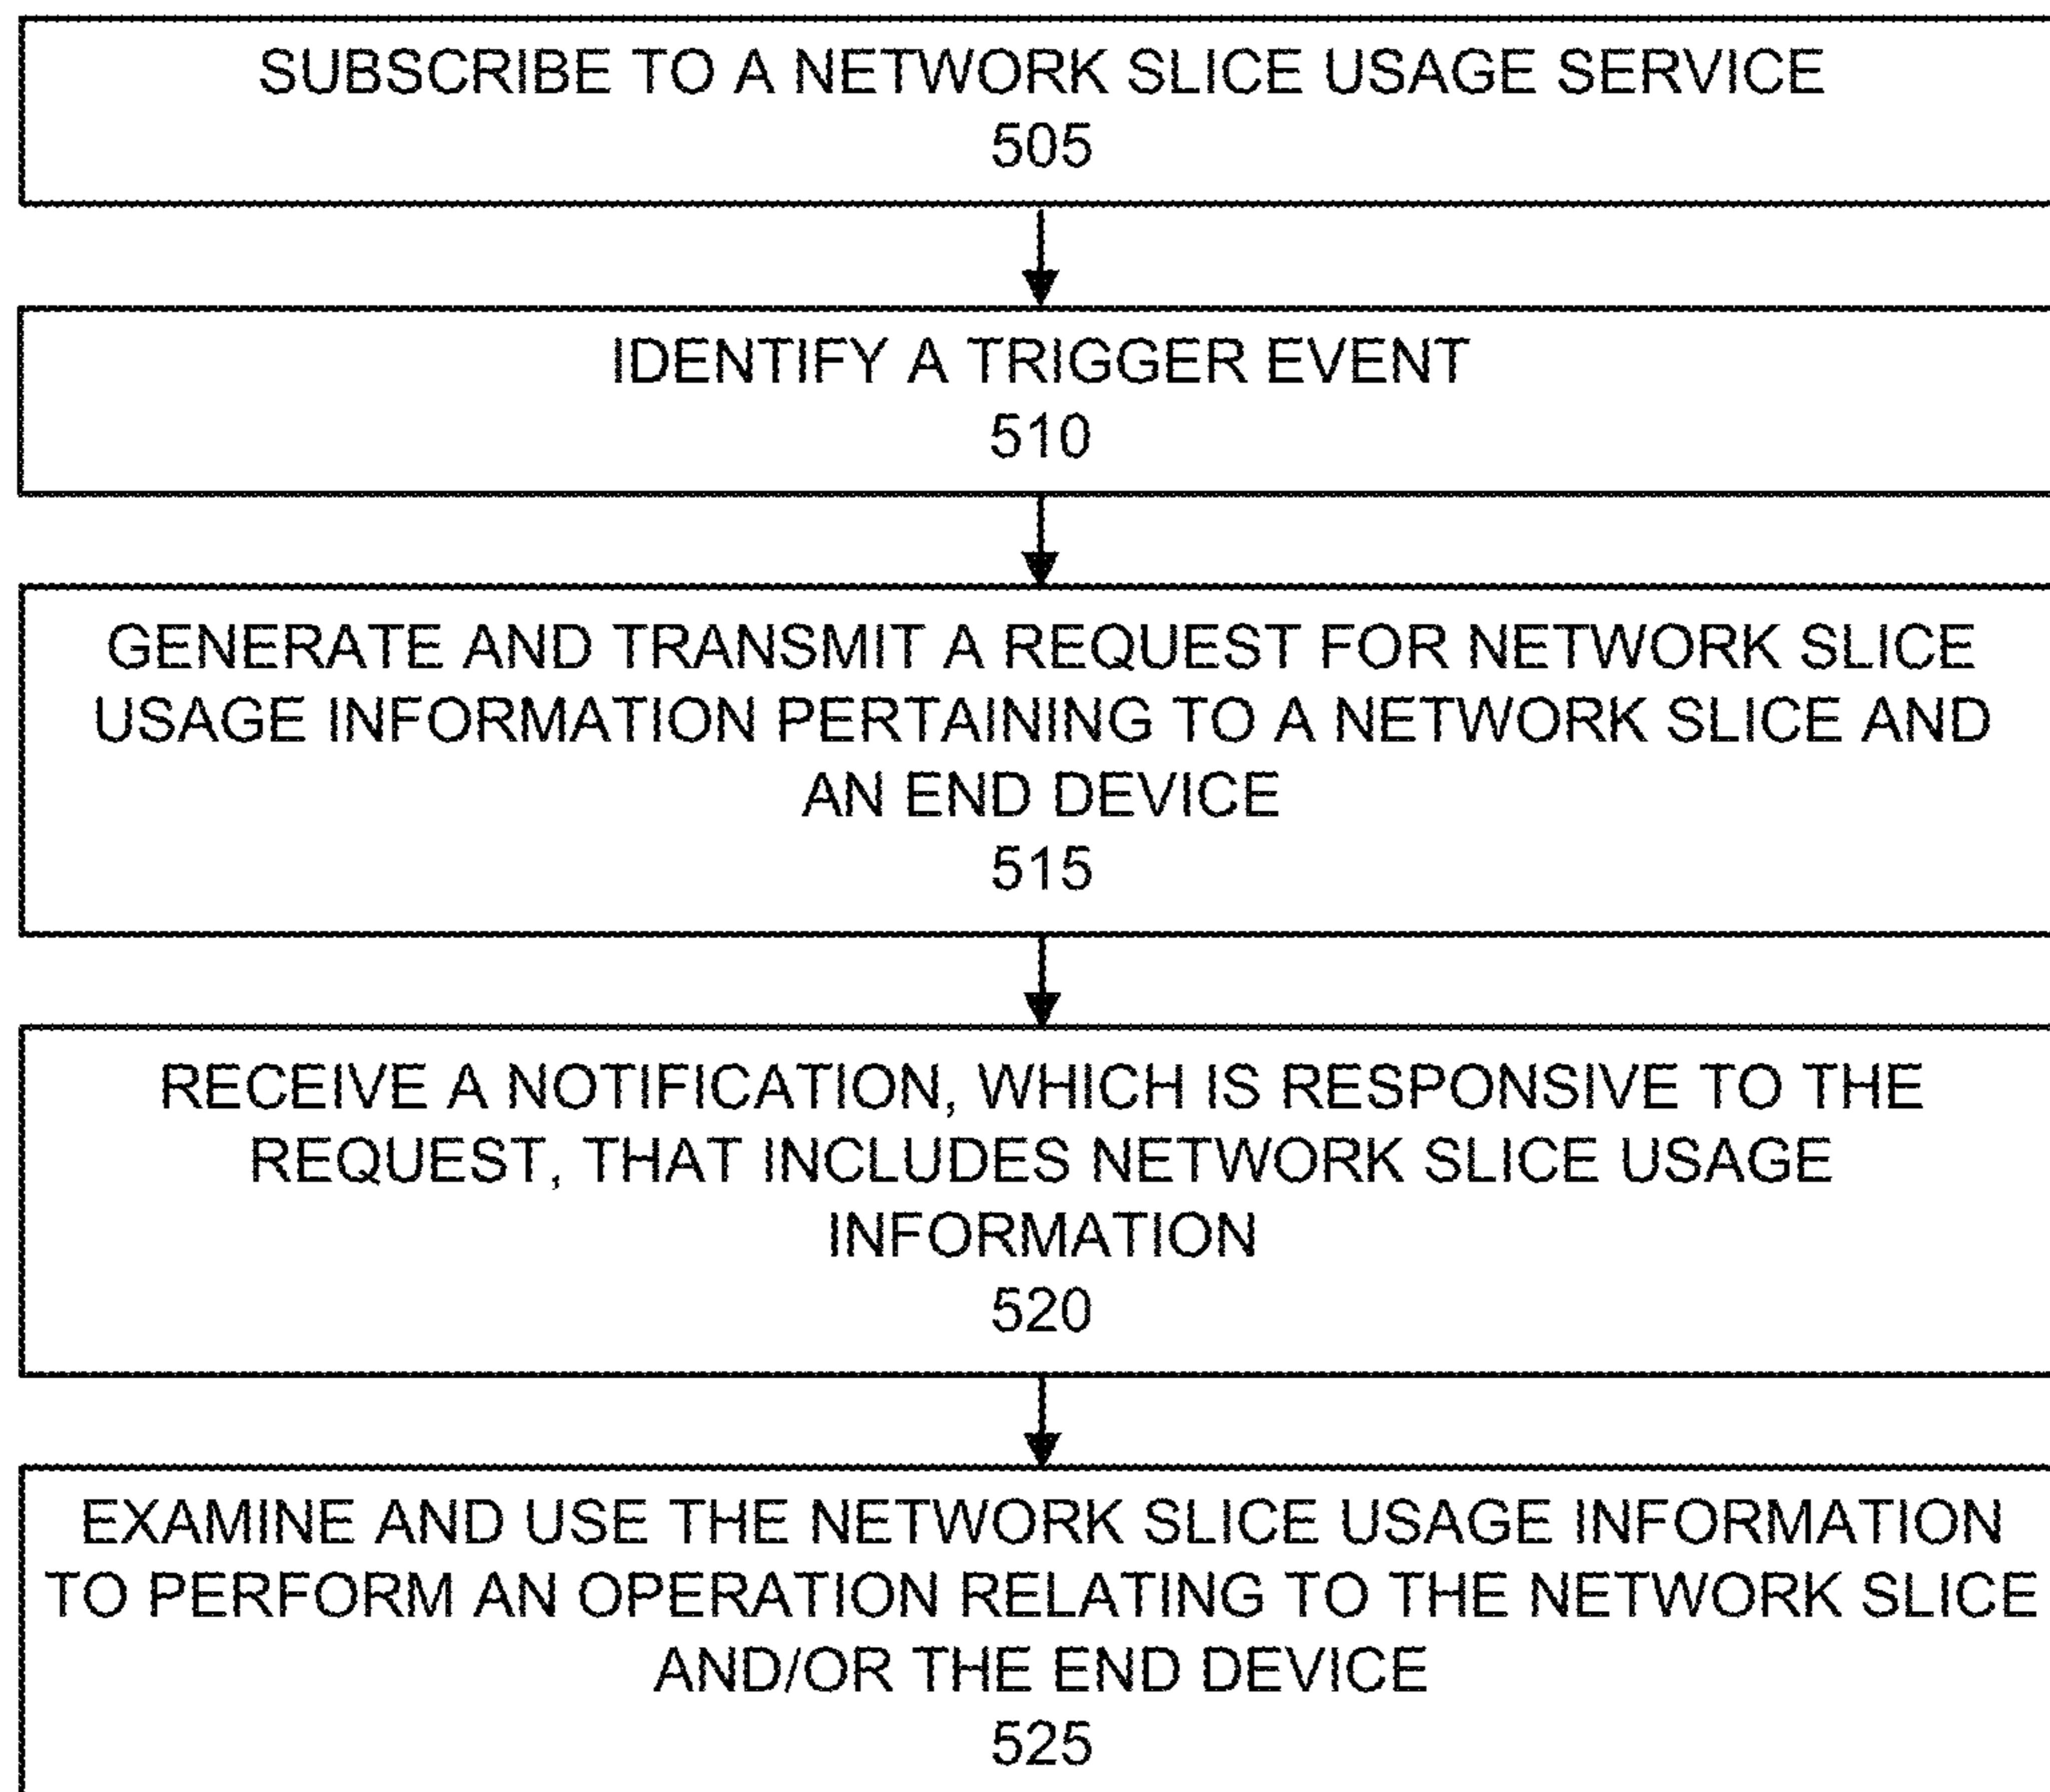 SUBSCRIBE TO A NETWORK SLICE USAGE SERVICE
505
IDENTIFY A TRIGGER EVENT
510
GENERATE AND TRANSMIT A REQUEST FOR NETWORK SLICE
USAGE INFORMATION PERTAINING TO A NETWORK SLICE AND
AN END DEVICE
515
RECEIVE A NOTIFICATION, WHICH IS RESPONSIVE TO THE
REQUEST, THAT INCLUDES NETWORK SLICE USAGE
INFORMATION
520
EXAMINE AND USE THE NETWORK SLICE USAGE INFORMATION
TO PERFORM AN OPERATION RELATING TO THE NETWORK SLICE
AND/OR THE END DEVICE
525